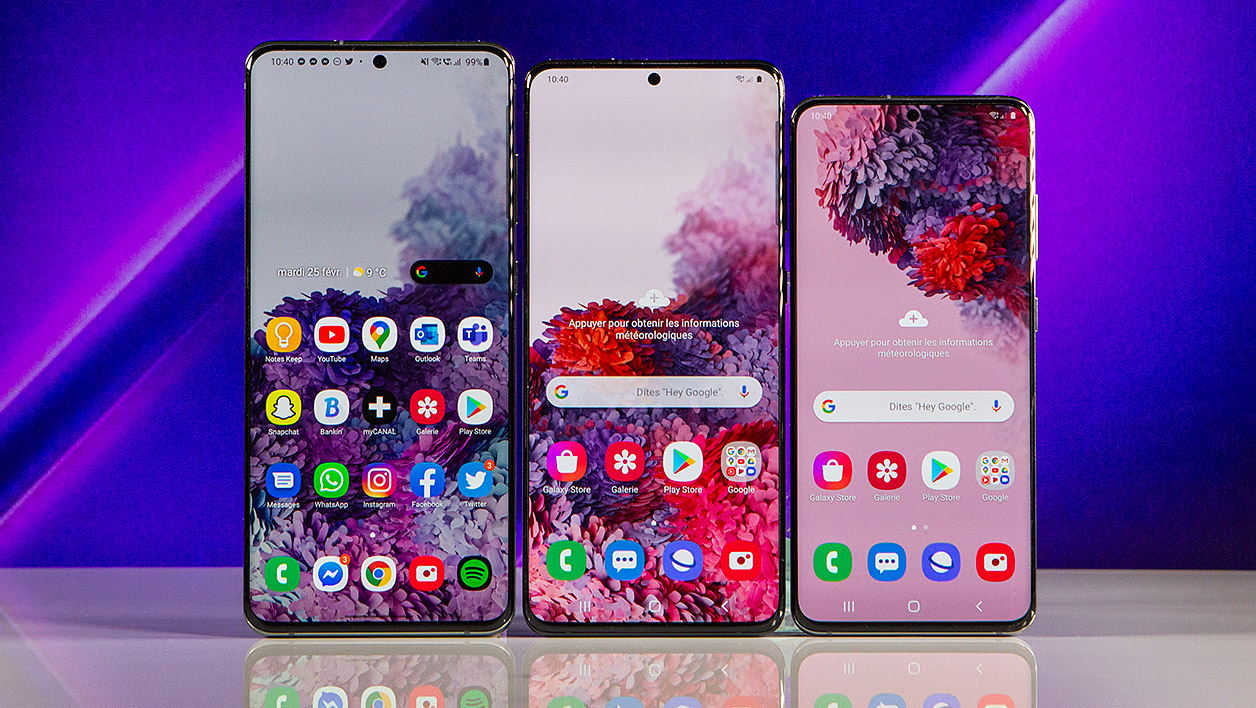 10:40
99%
mardi 25 févr. | 9 °C
Notes Keep YouTube Maps Outlook Teams
Snapchat Bankin' myCANAL Galerie Play Store
3
Messages WhatsApp Instagram Facebook Twitter
3
10:40
Appuyer pour obtenir les informations
météorologiques
Dites "Hey Google".
Galaxy Store Galerie Play Store Google
10:40
Appuyer pour obtenir les informations
météorologiques
Dites "Hey Google".
Galaxy Store Galerie Play Store Google